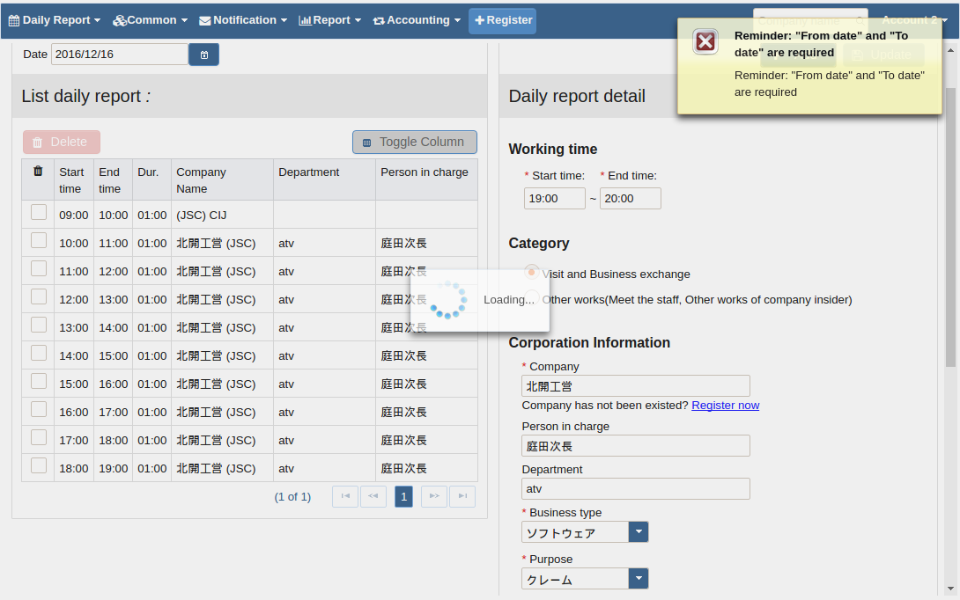 Daily Report
Common
Notification
Report
Accounting
Register
Account 2
Reminder: "From date" and "To
date" are required
Reminder: "From date" and "To date"
are required
Date 2016/12/16
List daily report :
Delete
Toggle Column
Start time
End time
Dur.
Company Name
Department
Person in charge
09:00 10:00 01:00 (JSC) CIJ
10:00 11:00 01:00 北開工営 (JSC) atv 庭田次長
11:00 12:00 01:00 北開工営 (JSC) atv 庭田次長
12:00 13:00 01:00 北開工営 (JSC) atv 庭田次長
13:00 14:00 01:00 北開工営 (JSC) atv 庭田次長
14:00 15:00 01:00 北開工営 (JSC) atv 庭田次長
15:00 16:00 01:00 北開工営 (JSC) atv 庭田次長
16:00 17:00 01:00 北開工営 (JSC) atv 庭田次長
17:00 18:00 01:00 北開工営 (JSC) atv 庭田次長
18:00 19:00 01:00 北開工営 (JSC) atv 庭田次長
(1 of 1) 1
Loading...
Daily report detail
Working time
* Start time: * End time:
19:00 ~ 20:00
Category
Visit and Business exchange
Other works(Meet the staff, Other works of company insider)
Corporation Information
* Company
北開工営
Company has not been existed? Register now
Person in charge
庭田次長
Department
atv
* Business type
ソフトウェア
* Purpose
クレーム